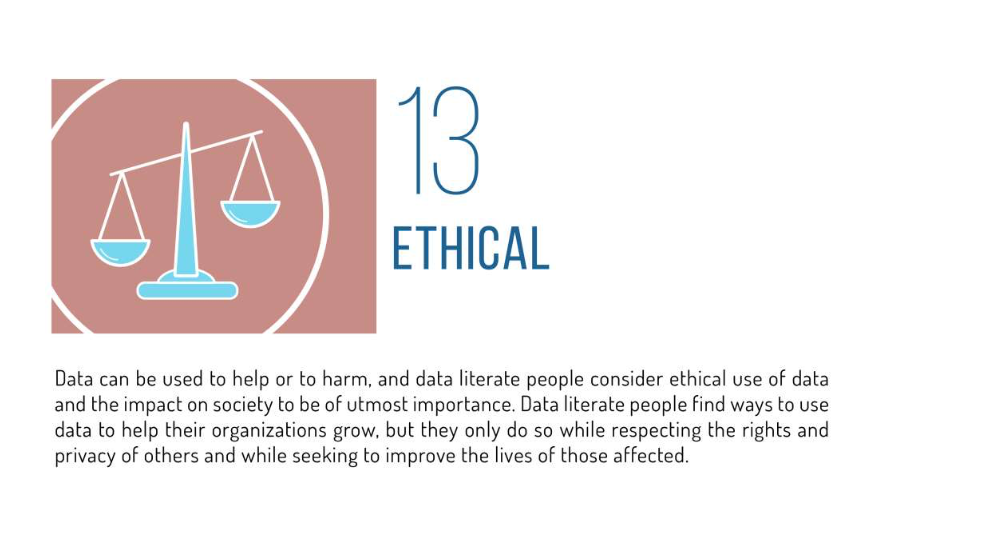 13
ETHICAL
Data can be used to help or to harm, and data literate people consider ethical use of data
and the impact on society to be of utmost importance. Data literate people find ways to use
data to help their organizations grow, but they only do so while respecting the rights and
privacy of others and while seeking to improve the lives of those affected.